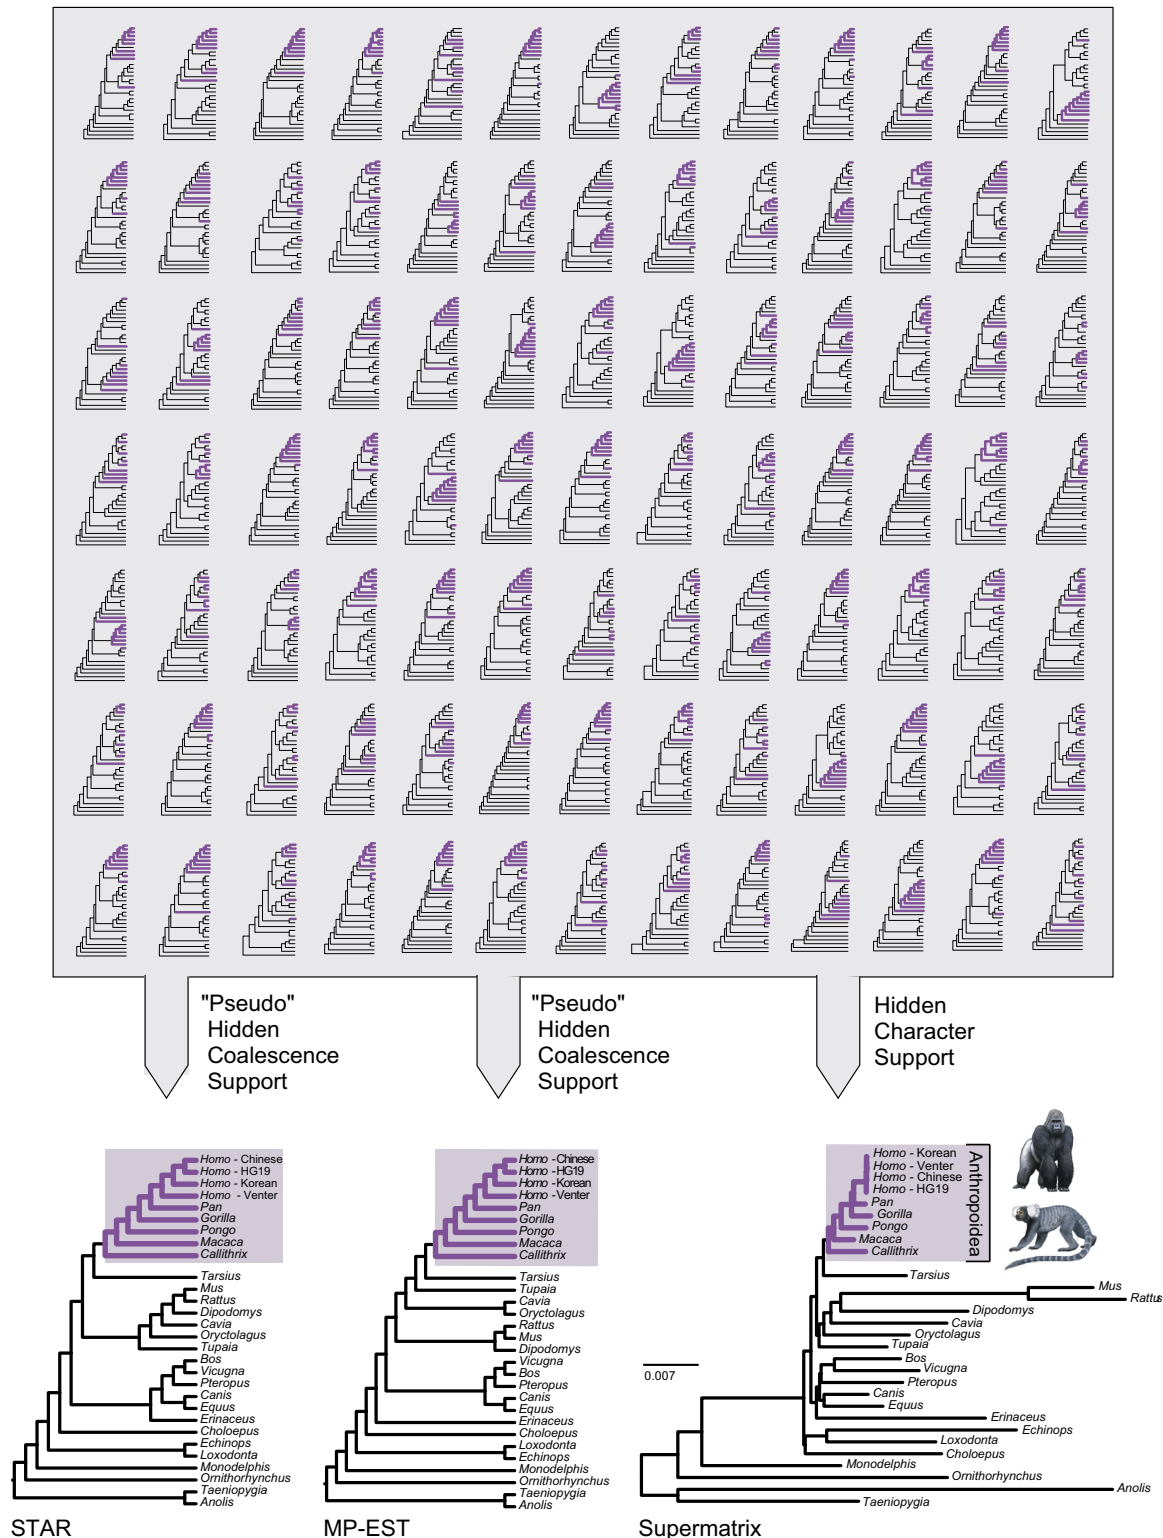 "Pseudo"
Hidden
Coalescence
Support
"Pseudo"
Hidden
Coalescence
Support
Hidden
Character
Support
Homo - Chinese
Homo - HG19
Homo - Korean
Homo - Venter
Pan
Gorilla
Pongo
Macaca
Callithrix
Tarsius
Mus
Rattus
Dipodomys
Cavia
Oryctolagus
Tupaia
Bos
Vicugna
Pteropus
Canis
Equus
Erinaceus
Choloepus
Echinops
Loxodonta
Monodelphis
Ornithorhynchus
Taeniopygia
Anolis
STAR
Homo - Chinese
Homo - HG19
Homo - Korean
Homo - Venter
Pan
Gorilla
Pongo
Macaca
Callithrix
Tarsius
Tupaia
Cavia
Oryctolagus
Rattus
Mus
Dipodomys
Vicugna
Bos
Pteropus
Canis
Equus
Erinaceus
Choloepus
Loxodonta
Echinops
Monodelphis
Ornithorhynchus
Taeniopygia
Anolis
MP-EST
Homo - Korean
Homo - Venter
Homo - Chinese
Homo - HG19
Pan
Gorilla
Pongo
Macaca
Callithrix
Anthropoidea
Tarsius
Mus
Rattus
Dipodomys
Cavia
Oryctolagus
Tupaia
Bos
Vicugna
Pteropus
Canis
Equus
Erinaceus
Echinops
Loxodonta
Choloepus
Monodelphis
Ornithorhynchus
Anolis
Taeniopygia
0.007
Supermatrix